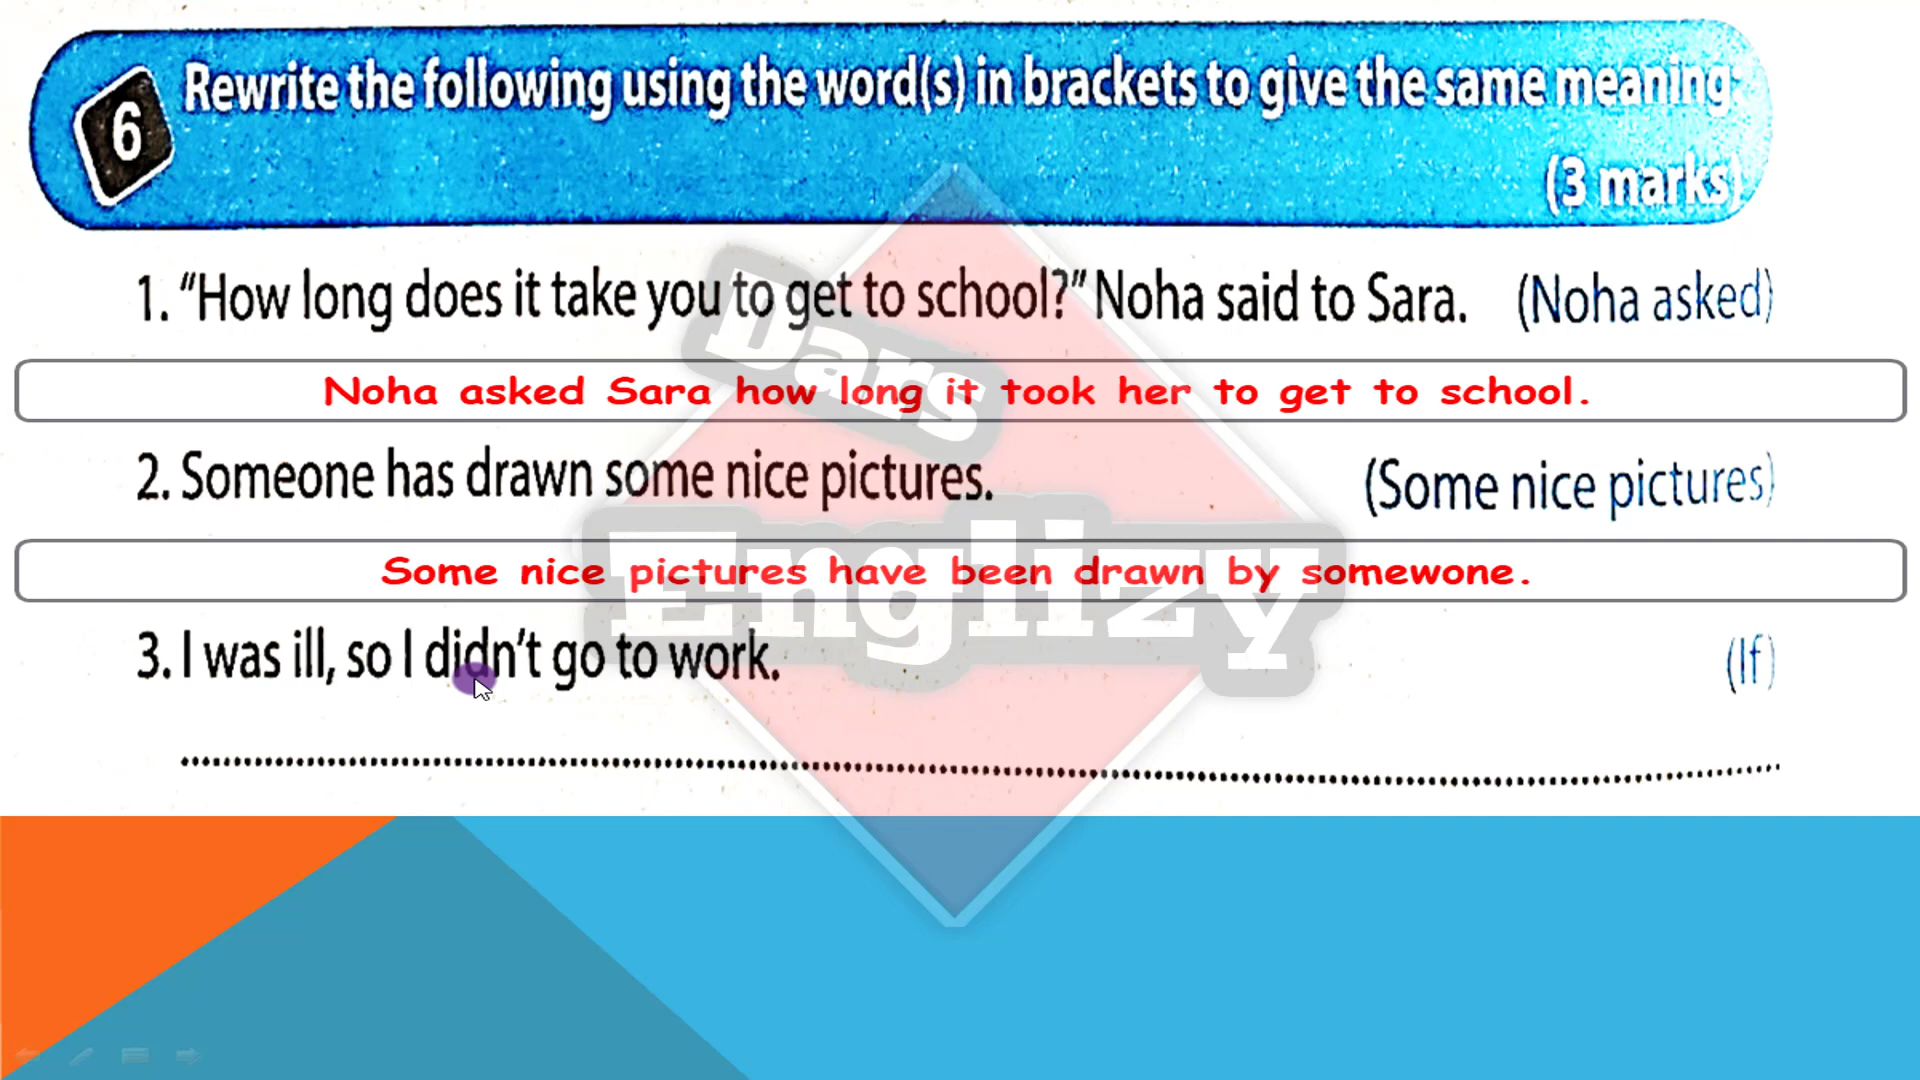 6
Rewrite the following using the word(s) in brackets to give the same meaning:
(3 marks)
1. “How long does it take you to get to school?” Noha said to Sara. (Noha asked)
Noha asked Sara how long it took her to get to school.
2. Someone has drawn some nice pictures. (Some nice pictures)
Some nice pictures have been drawn by somewone.
3. I was ill, so I didn’t go to work. (If)
Dars
Englizy